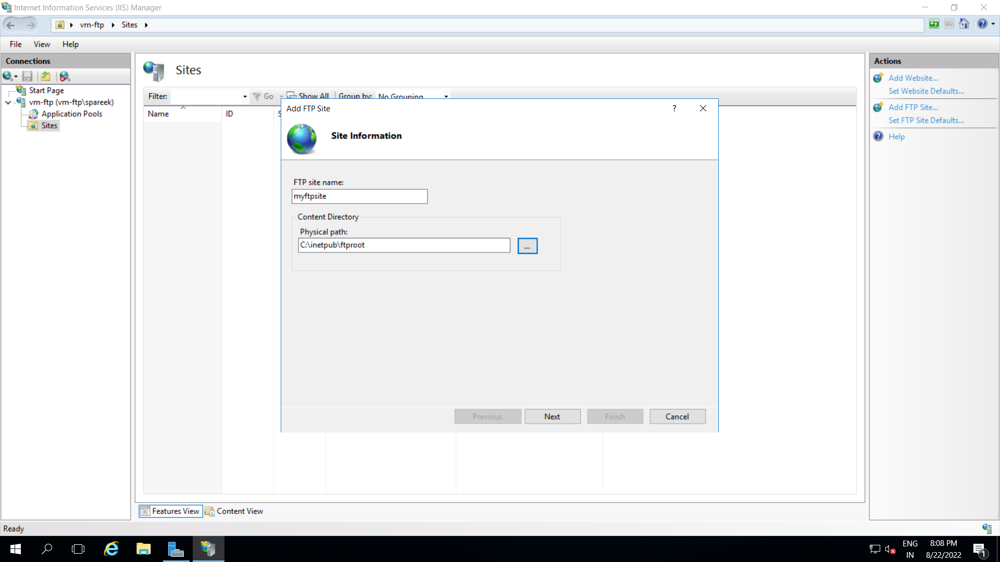 Internet Information Services (IIS) Manager
vm-ftp
Sites
File
View
Help
Connections
Start Page
vm-ftp (vm-ftp\spareek)
Application Pools
Sites
Sites
Filter:
Go
Show All
Group by:
No Grouping
Name
ID
Add FTP Site
?
Site Information
FTP site name:
myftpsite
Content Directory
Physical path:
C:\inetpub\ftproot
...
Previous
Next
Finish
Cancel
Features View
Content View
Actions
Add Website...
Set Website Defaults...
Add FTP Site...
Set FTP Site Defaults...
Help
Ready
ENG
IN
8:08 PM
8/22/2022
1